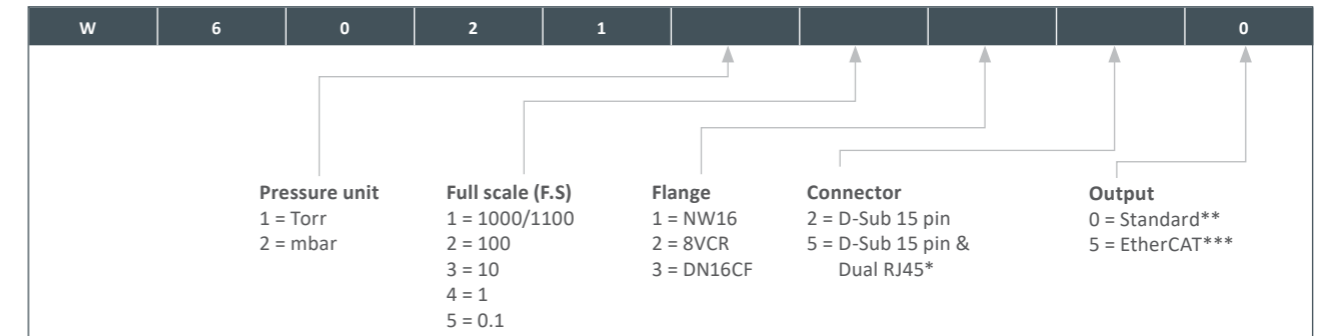 W 6 0 2 1 0
Pressure unit
1 = Torr
2 = mbar
Full scale (F.S)
1 = 1000/1100
2 = 100
3 = 10
4 = 1
5 = 0.1
Flange
1 = NW16
2 = 8VCR
3 = DN16CF
Connector
2 = D-Sub 15 pin
5 = D-Sub 15 pin &
Dual RJ45*
Output
0 = Standard**
5 = EtherCAT***